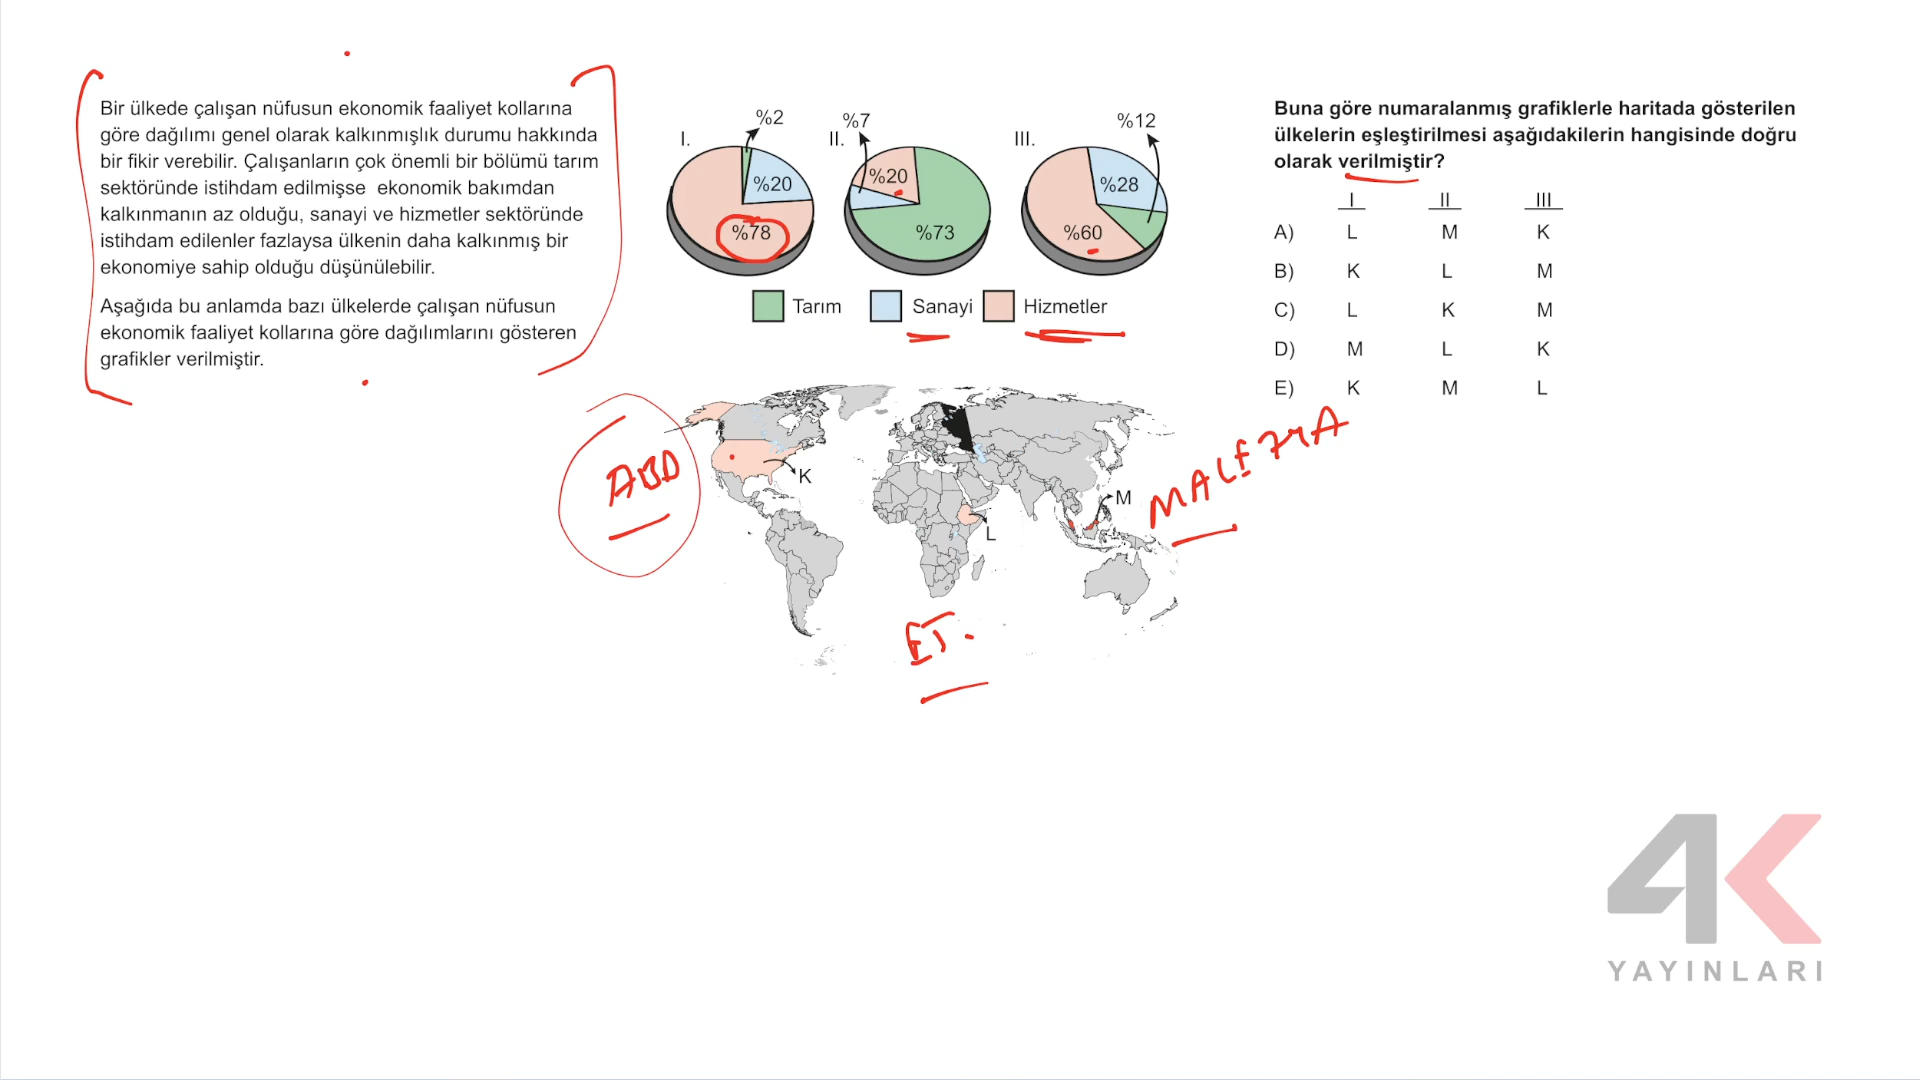 Bir ülkede çalışan nüfusun ekonomik faaliyet kollarına
göre dağılımı genel olarak kalkınmışlık durumu hakkında
bir fikir verebilir. Çalışanların çok önemli bir bölümü tarım
sektöründe istihdam edilmişse ekonomik bakımdan
kalkınmanın az olduğu, sanayi ve hizmetler sektöründe
istihdam edilenler fazlaysa ülkenin daha kalkınmış bir
ekonomiye sahip olduğu düşünülebilir.
Aşağıda bu anlamda bazı ülkelerde çalışan nüfusun
ekonomik faaliyet kollarına göre dağılımlarını gösteren
grafikler verilmiştir.
I.
%2
%20
%78
II.
%7
%20
%73
III.
%12
%28
%60
Tarım Sanayi Hizmetler
ABD
K
L
M
MALEZYA
ET.
Buna göre numaralanmış grafiklerle haritada gösterilen
ülkelerin eşleştirilmesi aşağıdakilerin hangisinde doğru
olarak verilmiştir?
I II III
A) L M K
B) K L M
C) L K M
D) M L K
E) K M L
4K
YAYINLARI